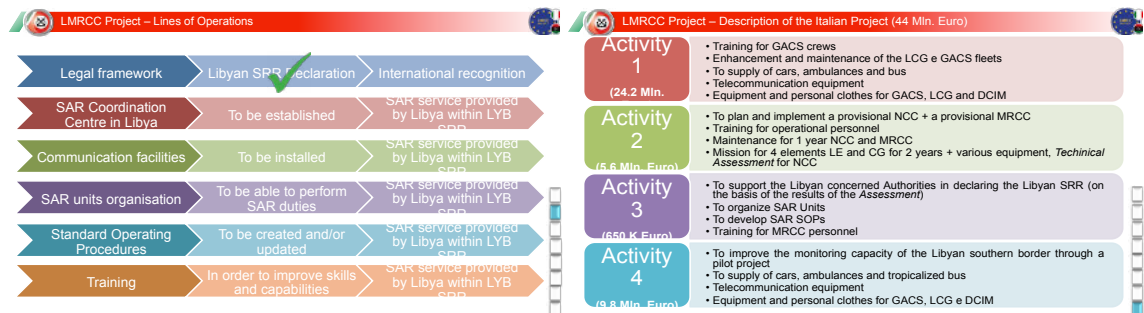 LMRCC Project – Lines of Operations
Legal framework
Libyan SRR Declaration
International recognition
SAR Coordination
Centre in Libya
To be established
SAR service provided
by Libya within LYB
SRR
Communication facilities
To be installed
SAR service provided
by Libya within LYB
SRR
SAR units organisation
To be able to perform
SAR duties
SAR service provided
by Libya within LYB
SRR
Standard Operating
Procedures
To be created and/or
updated
SAR service provided
by Libya within LYB
SRR
Training
In order to improve skills
and capabilities
SAR service provided
by Libya within LYB
SRR
LMRCC Project – Description of the Italian Project (44 Mln. Euro)
Activity
1
(24.2 Mln.
• Training for GACS crews
• Enhancement and maintenance of the LCG e GACS fleets
• To supply of cars, ambulances and bus
• Telecommunication equipment
• Equipment and personal clothes for GACS, LCG and DCIM
Activity
2
(5.6 Mln. Euro)
• To plan and implement a provisional NCC + a provisional MRCC
• Training for operational personnel
• Maintenance for 1 year NCC and MRCC
• Mission for 4 elements LE and CG for 2 years + various equipment, Techinical
Assessment for NCC
Activity
3
(650 K Euro)
• To support the Libyan concerned Authorities in declaring the Libyan SRR (on
the basis of the results of the Assessment)
• To organize SAR Units
• To develop SAR SOPs
• Training for MRCC personnel
Activity
4
(9.8 Mln. Euro)
• To improve the monitoring capacity of the Libyan southern border through a
pilot project
• To supply of cars, ambulances and tropicalized bus
• Telecommunication equipment
• Equipment and personal clothes for GACS, LCG e DCIM